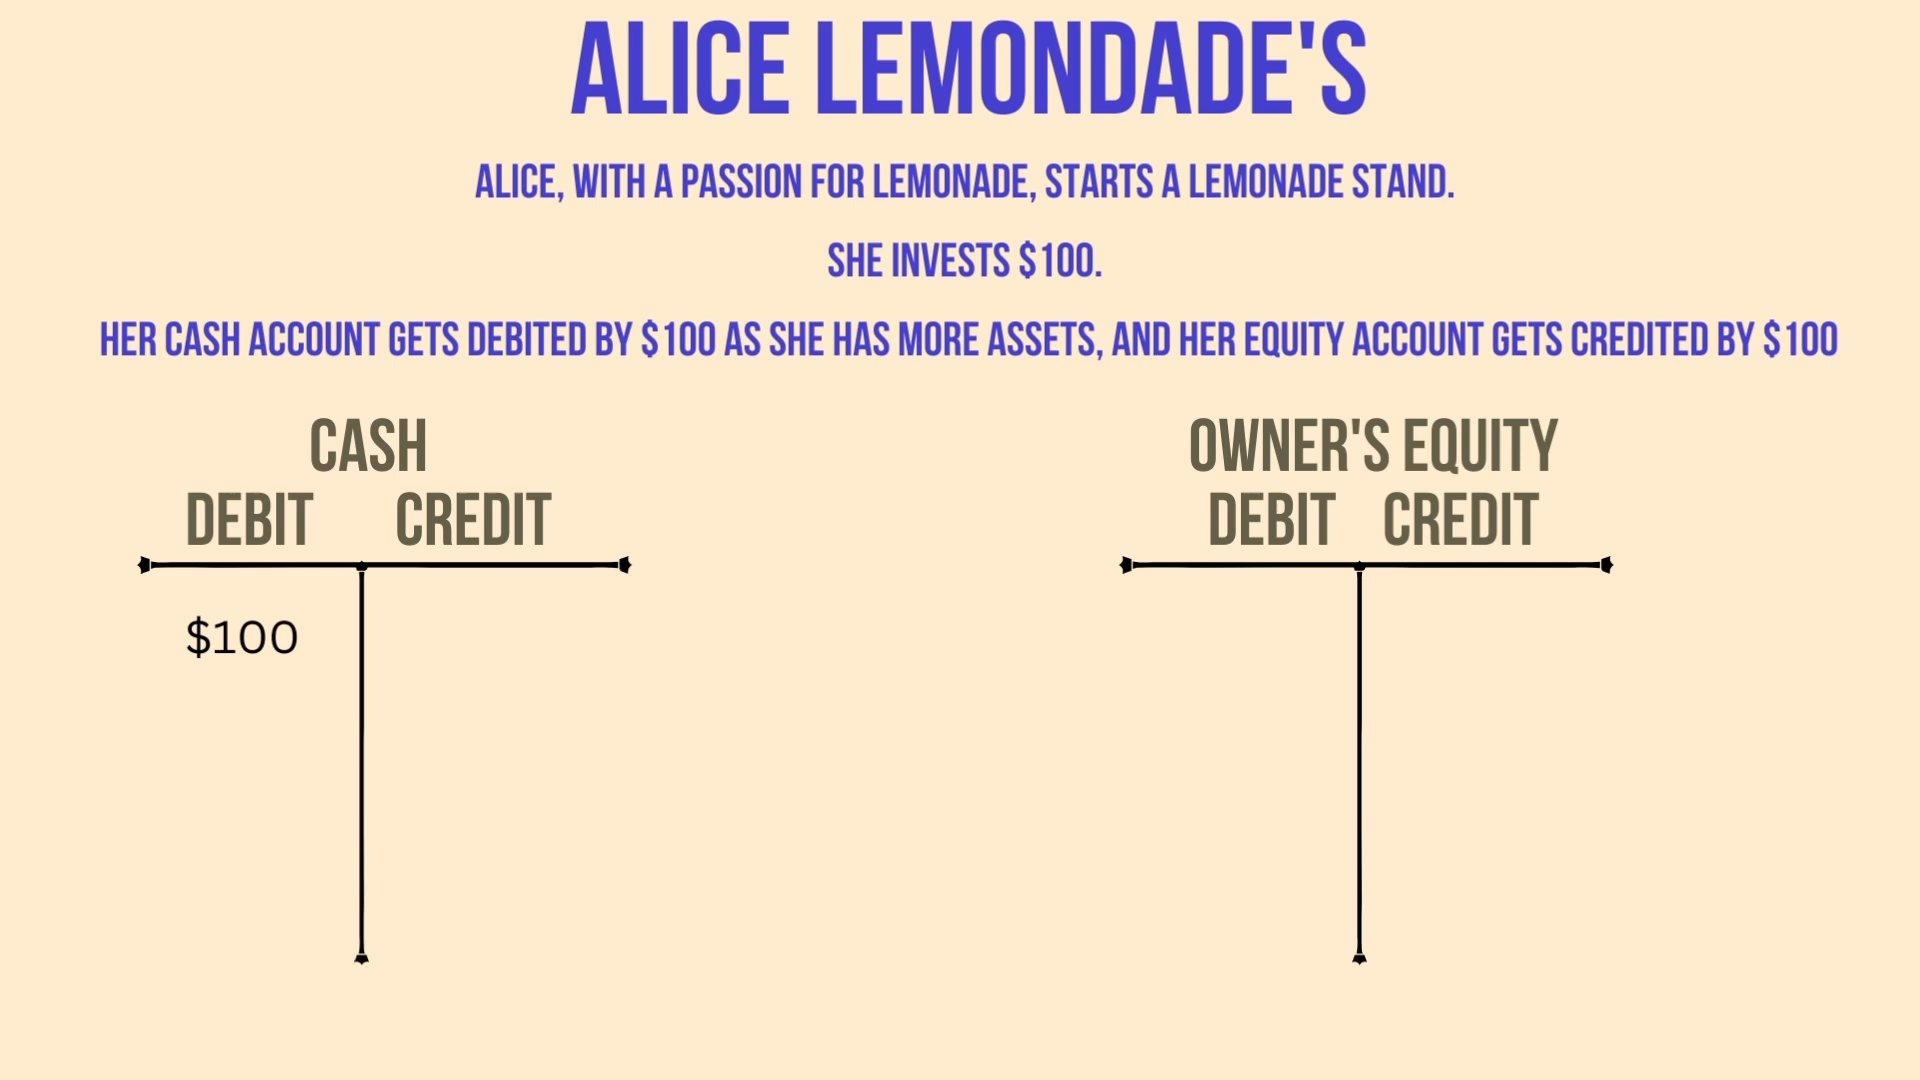 ALICE LEMONDADE'S
ALICE, WITH A PASSION FOR LEMONADE, STARTS A LEMONADE STAND.
SHE INVESTS $100.
HER CASH ACCOUNT GETS DEBITED BY $100 AS SHE HAS MORE ASSETS, AND HER EQUITY ACCOUNT GETS CREDITED BY $100
CASH
DEBIT CREDIT
$100
OWNER'S EQUITY
DEBIT CREDIT